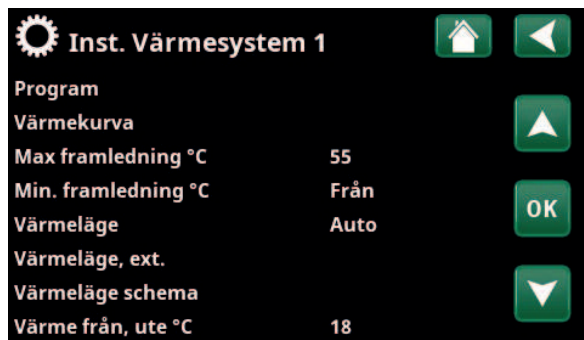 Inst. Värmesystem 1
Program
Värmekurva
Max framledning °C 55
Min. framledning °C Från
Värmeläge Auto
OK
Värmeläge, ext.
Värmeläge schema
Värme från, ute °C 18